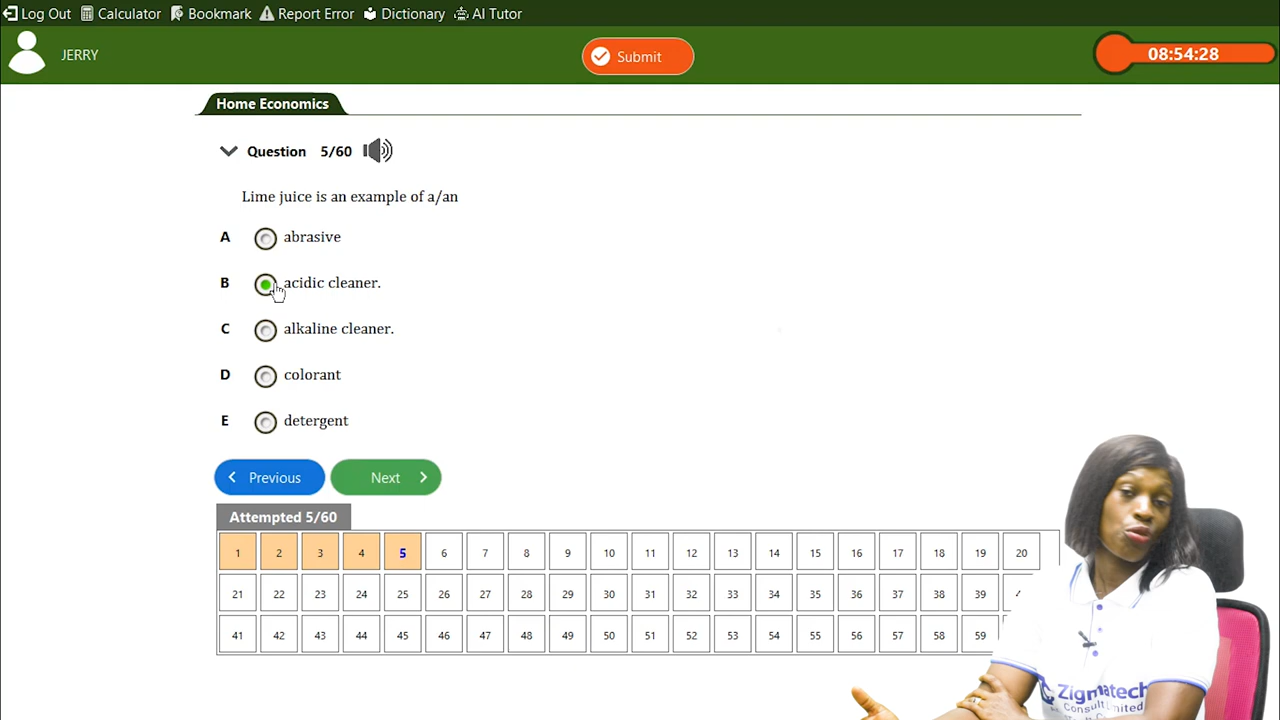 Log Out Calculator Bookmark Report Error Dictionary AI Tutor
JERRY
Submit
08:54:28
Home Economics
Question 5/60
Lime juice is an example of a/an
A abrasive
B acidic cleaner.
C alkaline cleaner.
D colorant
E detergent
Previous
Next
Attempted 5/60
1 2 3 4 5 6 7 8 9 10 11 12 13 14 15 16 17 18 19 20
21 22 23 24 25 26 27 28 29 30 31 32 33 34 35 36 37 38 39
41 42 43 44 45 46 47 48 49 50 51 52 53 54 55 56 57 58 59
Zigmatech
Consult Limited